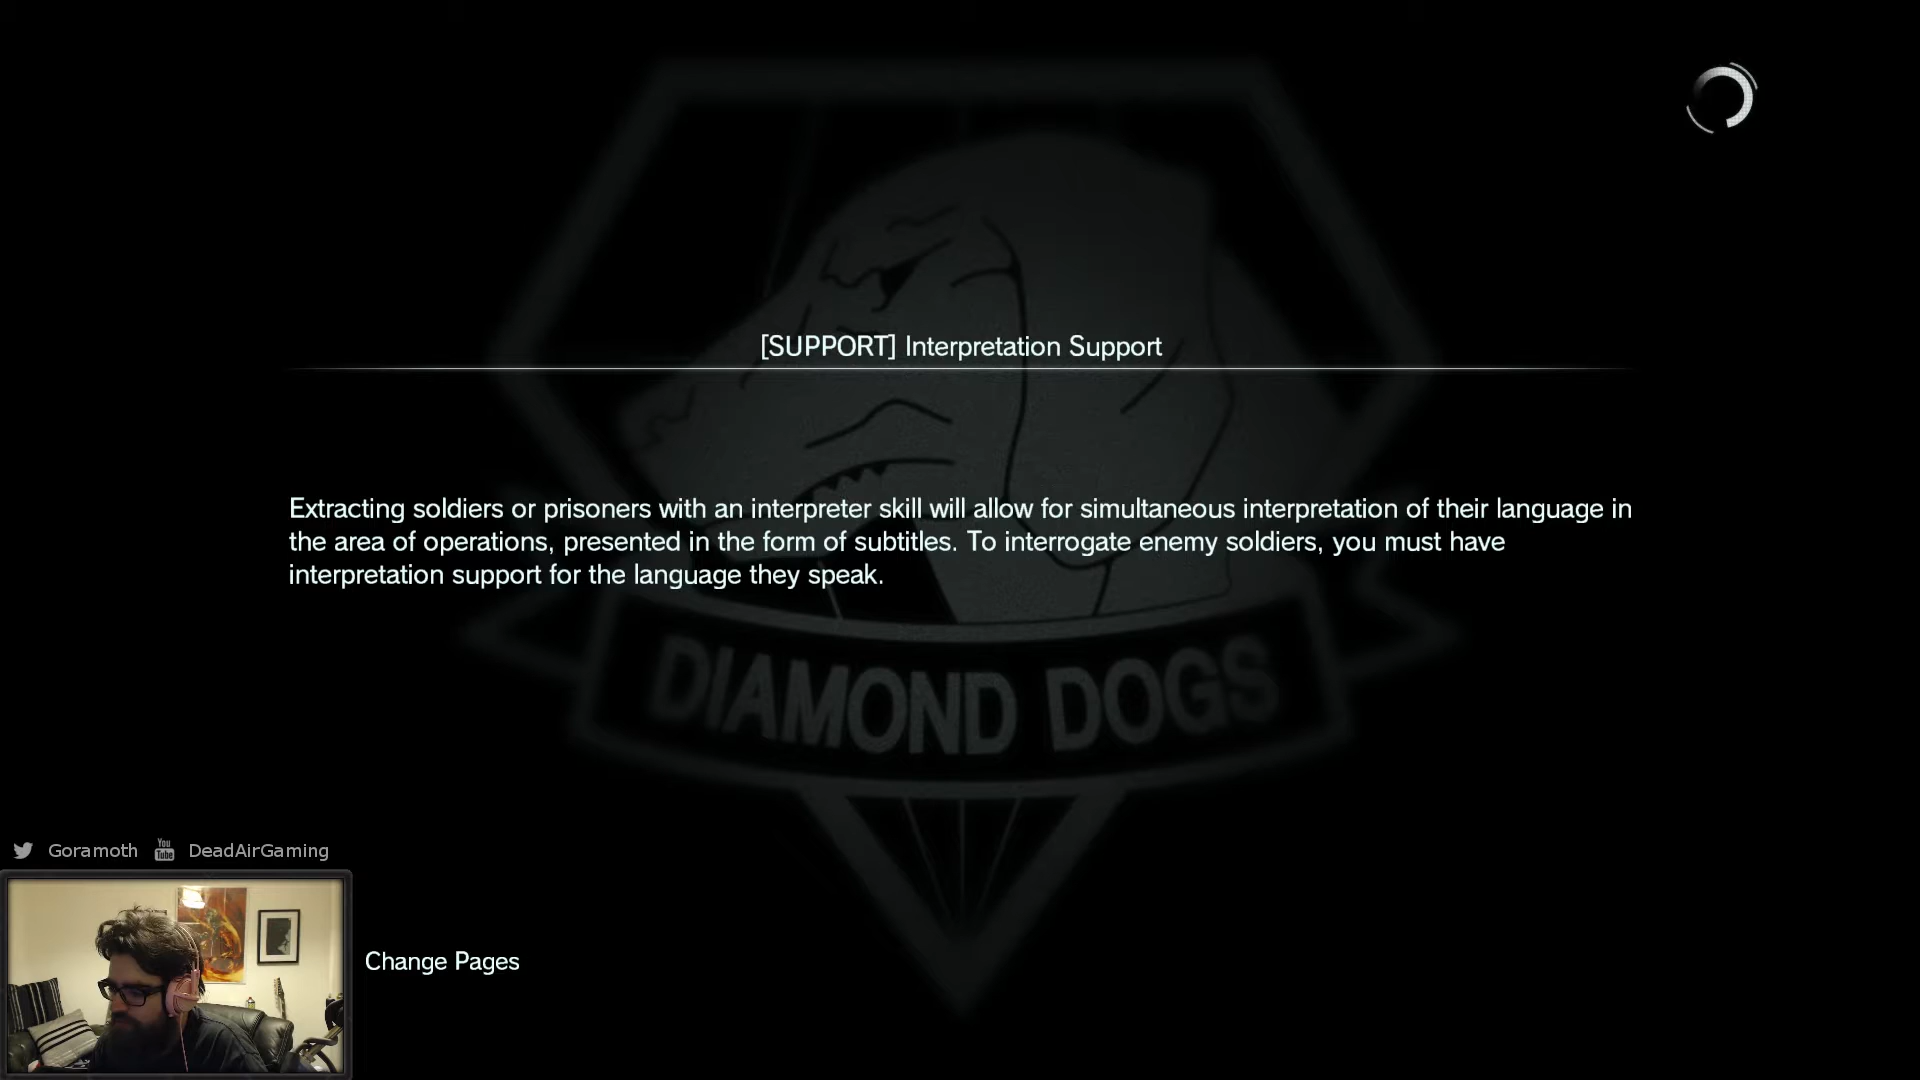 [SUPPORT] Interpretation Support
Extracting soldiers or prisoners with an interpreter skill will allow for simultaneous interpretation of their language in
the area of operations, presented in the form of subtitles. To interrogate enemy soldiers, you must have
interpretation support for the language they speak.
DIAMOND DOGS
Goramoth You Tube DeadAirGaming
Change Pages